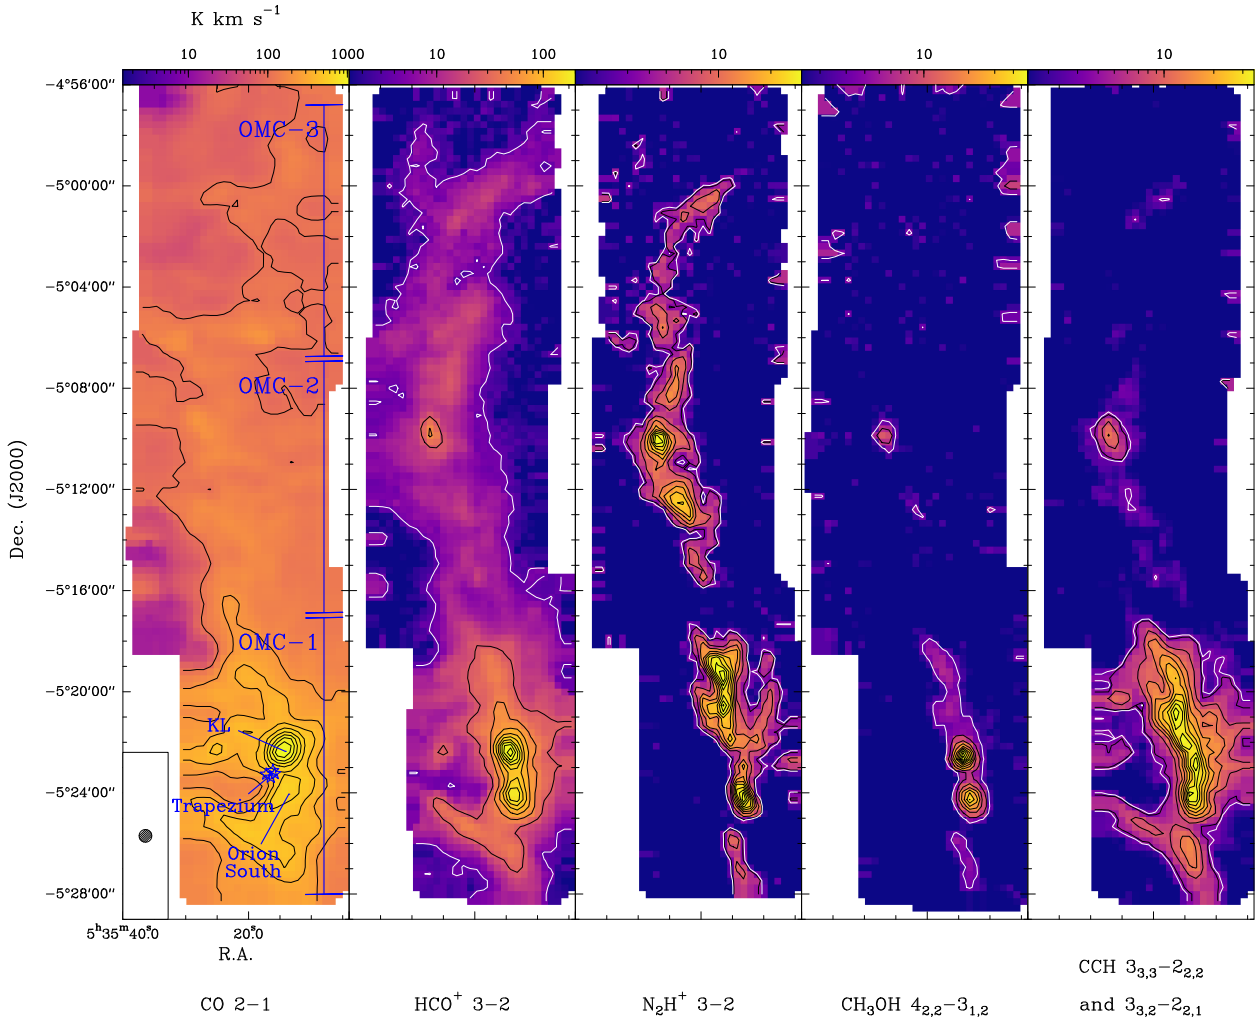 K km s⁻¹
10 100 1000 10 100 10 10 10
−4°56′00″
OMC−3
−5°00′00″
−5°04′00″
OMC−2
−5°08′00″
Dec. (J2000)
−5°12′00″
−5°16′00″
OMC−1
−5°20′00″
KL
−5°24′00″
Trapezium
Orion
South
−5°28′00″
5ʰ35ᵐ40ˢ.0 20ˢ.0
R.A.
CO 2−1
HCO⁺ 3−2
N₂H⁺ 3−2
CH₃OH 4₂,₂−3₁,₂
CCH 3₃,₃−2₂,₂
and 3₃,₂−2₂,₁